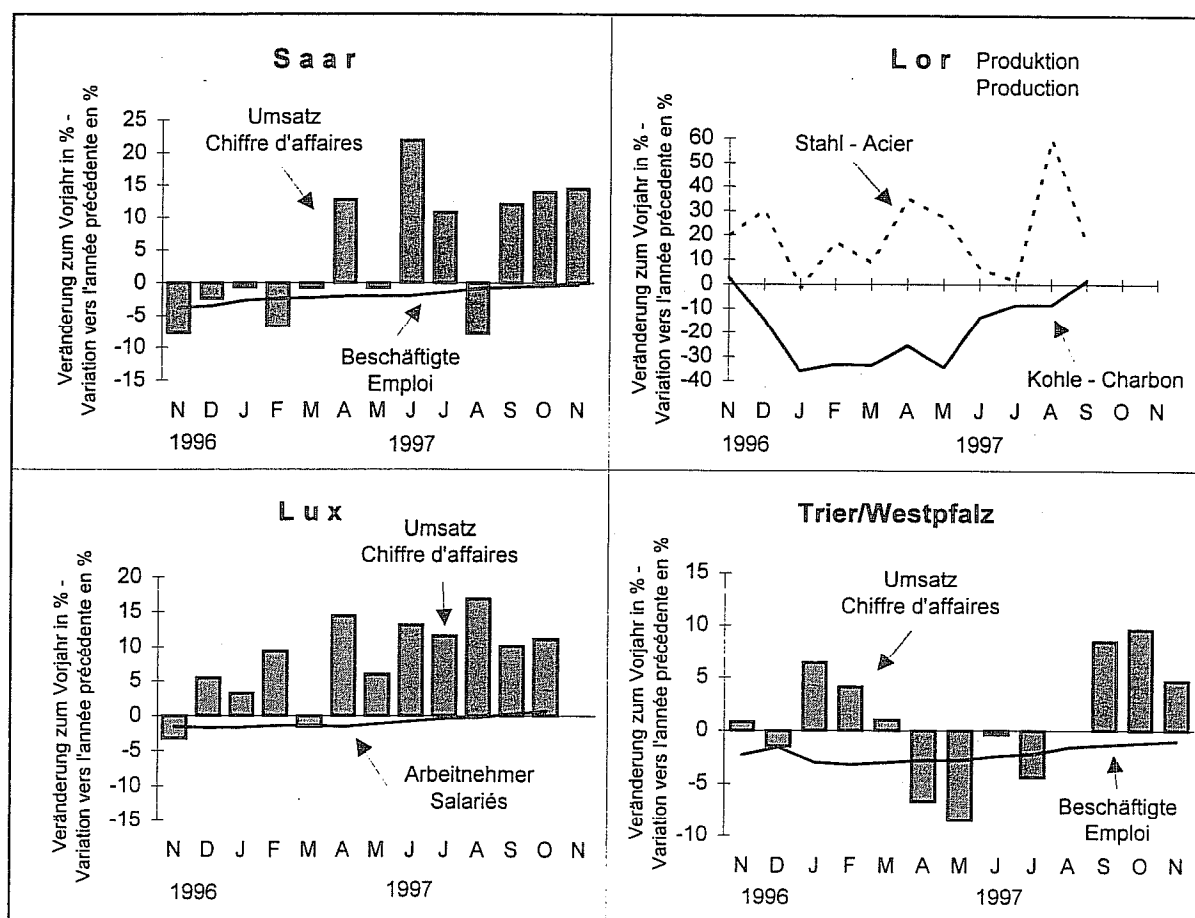 Saar
Veränderung zum Vorjahr in % -
Variation vers l'année précédente en %
25
20
15
10
5
0
-5
-10
-15
Umsatz
Chiffre d'affaires
Beschäftigte
Emploi
N D J F M A M J J A S O N
1996 1997
Lor Produktion
Production
Veränderung zum Vorjahr in % -
Variation vers l'année précedente en %
60
50
40
30
20
10
0
-10
-20
-30
-40
Stahl - Acier
Kohle - Charbon
N D J F M A M J J A S O N
1996 1997
Lux
Veränderung zum Vorjahr in % -
Variation vers l'année précédente en %
20
15
10
5
0
-5
-10
-15
Umsatz
Chiffre d'affaires
Arbeitnehmer
Salariés
N D J F M A M J J A S O N
1996 1997
Trier/Westpfalz
Veränderung zum Vorjahr in % -
Variation vers l'année précédente en %
15
10
5
0
-5
-10
Umsatz
Chiffre d'affaires
Beschäftigte
Emploi
N D J F M A M J J A S O N
1996 1997